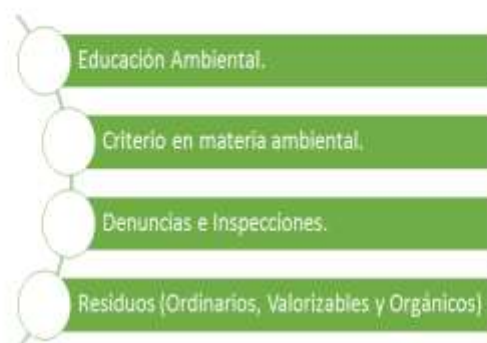 Educación Ambiental.
Criterio en materia ambiental.
Denuncias e Inspecciones.
Residuos (Ordinarios, Valorizables y Orgánicos)